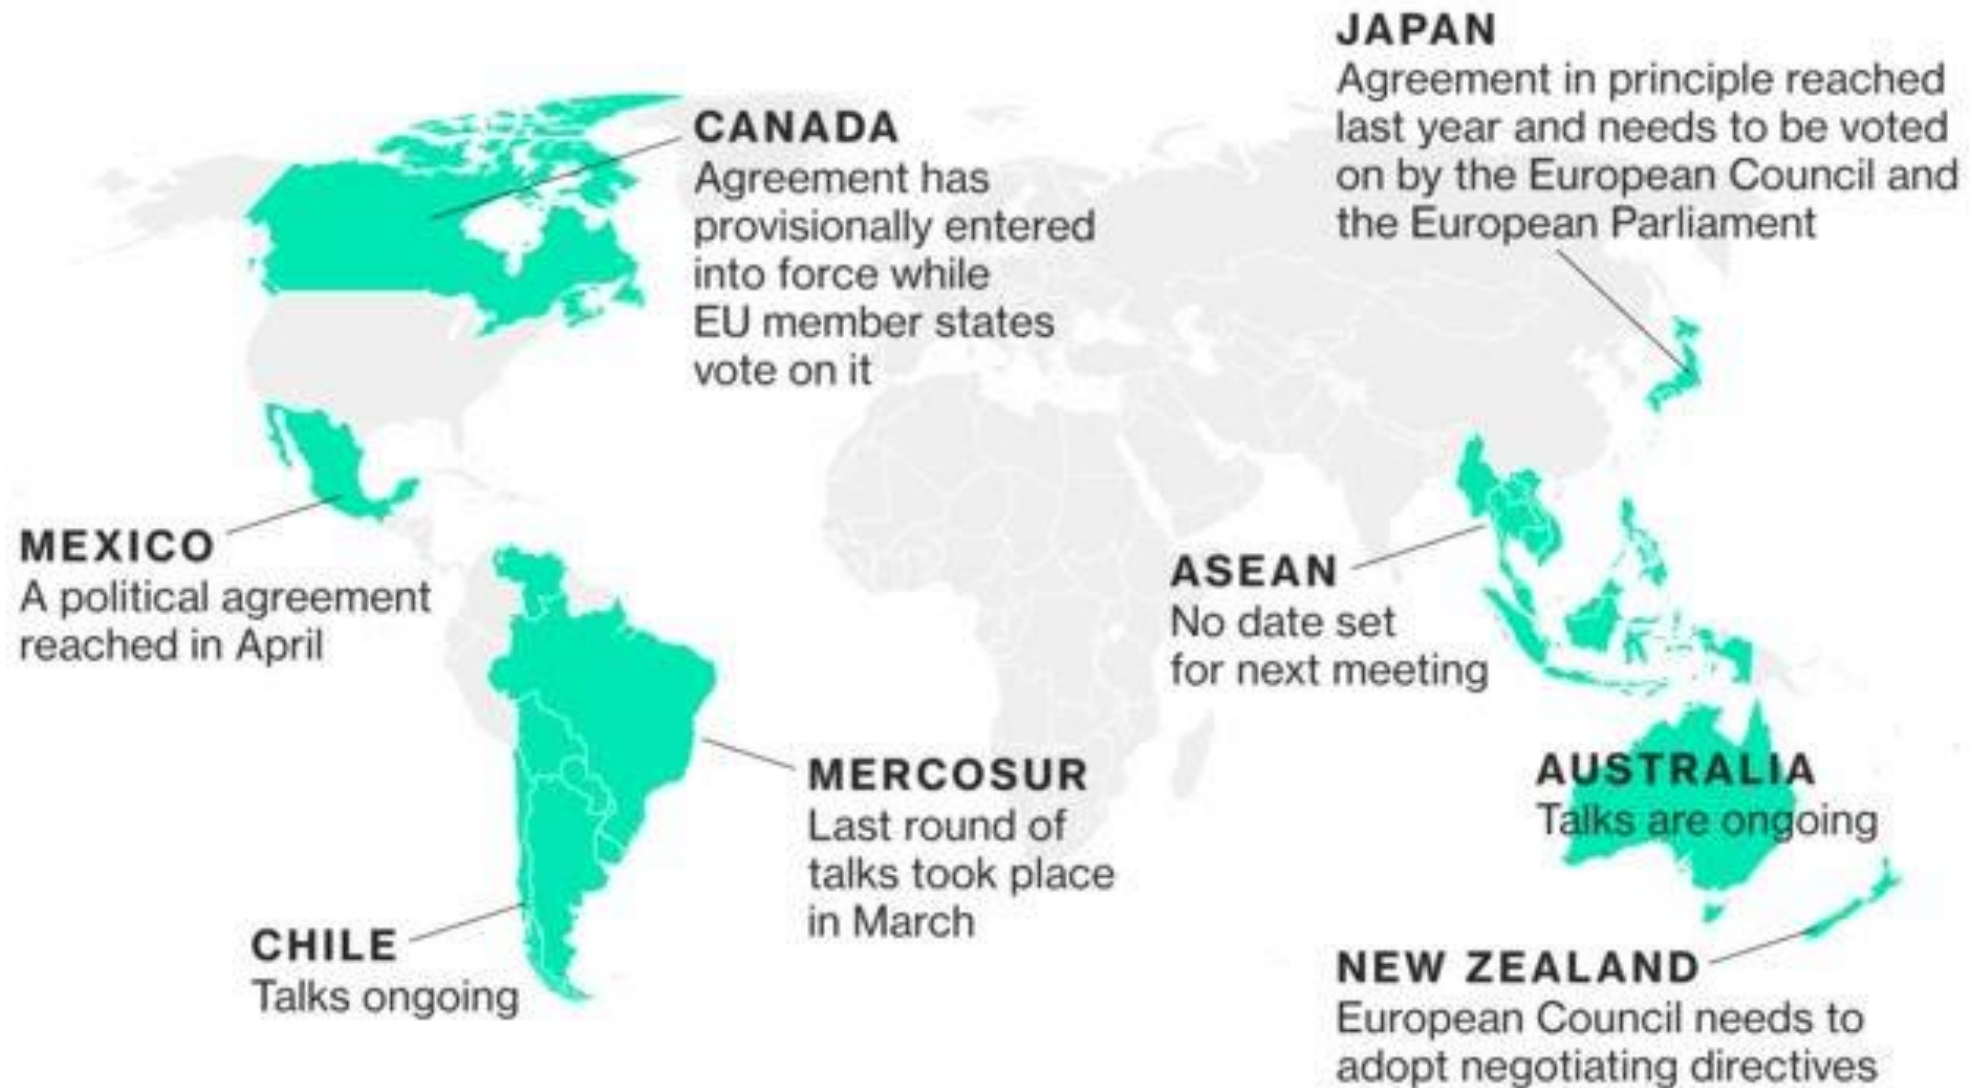 JAPAN
Agreement in principle reached
last year and needs to be voted
on by the European Council and
the European Parliament
CANADA
Agreement has
provisionally entered
into force while
EU member states
vote on it
MEXICO
A political agreement
reached in April
ASEAN
No date set
for next meeting
MERCOSUR
Last round of
talks took place
in March
AUSTRALIA
Talks are ongoing
CHILE
Talks ongoing
NEW ZEALAND
European Council needs to
adopt negotiating directives